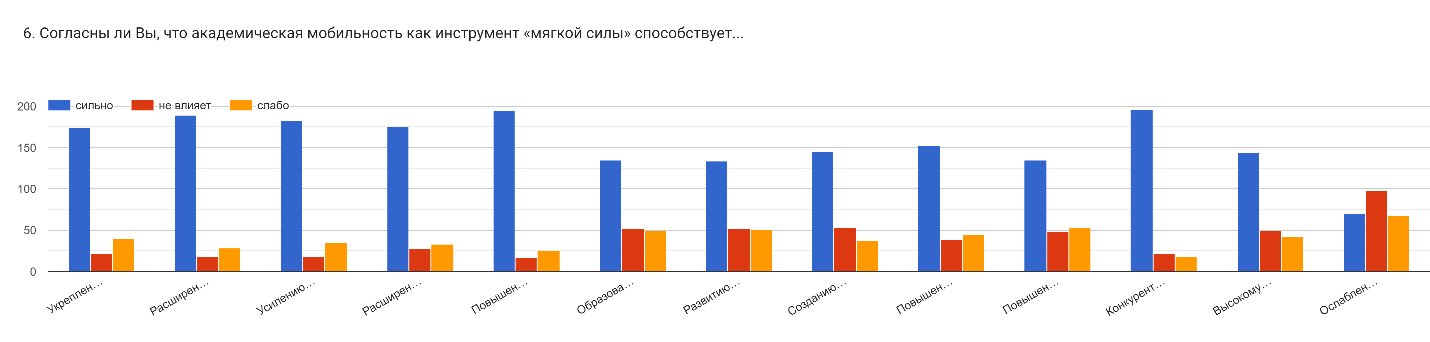 6. Согласны ли Вы, что академическая мобильность как инструмент «мягкой силы» способствует...
сильно не влияет слабо
200
150
100
50
0
Укреплен... Расширен... Усилению... Расширен... Повышен... Образова... Развитию... Созданию... Повышен... Повышен... Конкурент... Высокому... Ослаблен...